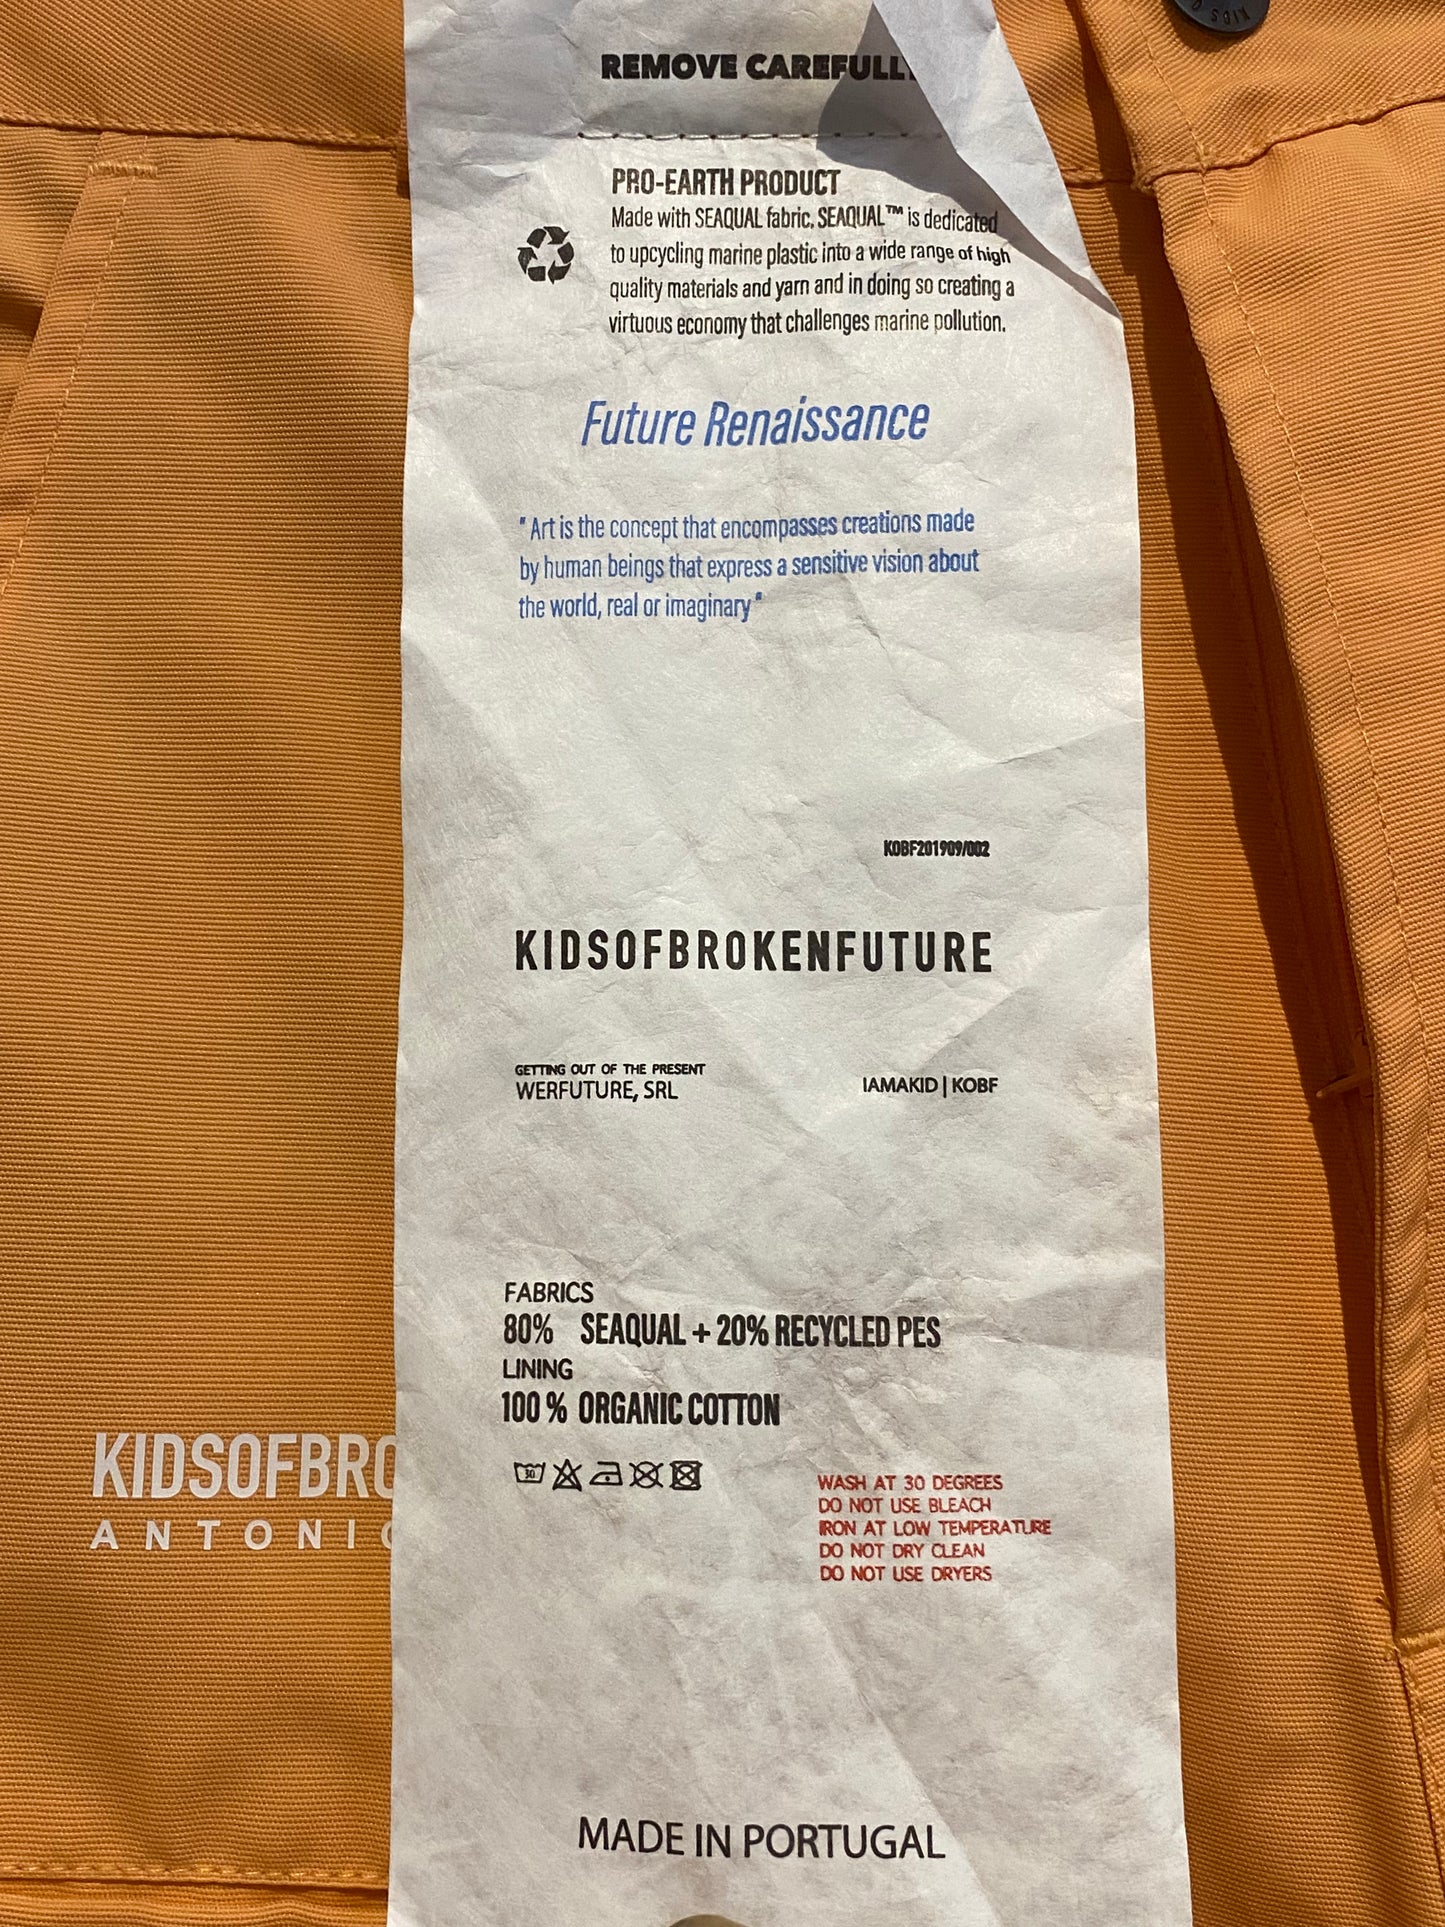 KIDS O
REMOVE CAREFULL
PRO-EARTH PRODUCT
Made with SEAQUAL fabric, SEAQUAL™ is dedicated
to upcycling marine plastic into a wide range of high
quality materials and yarn and in doing so creating a
virtuous economy that challenges marine pollution.
Future Renaissance
"Art is the concept that encompasses creations made
by human beings that express a sensitive vision about
the world, real or imaginary"
KOBF201909/002
KIDSOFBROKENFUTURE
GETTING OUT OF THE PRESENT
WERFUTURE, SRL
IAMAKID | KOBF
FABRICS
80% SEAQUAL + 20% RECYCLED PES
LINING
100 % ORGANIC COTTON
30
WASH AT 30 DEGREES
DO NOT USE BLEACH
IRON AT LOW TEMPERATURE
DO NOT DRY CLEAN
DO NOT USE DRYERS
KIDSOFBRO
ANTONIO
MADE IN PORTUGAL